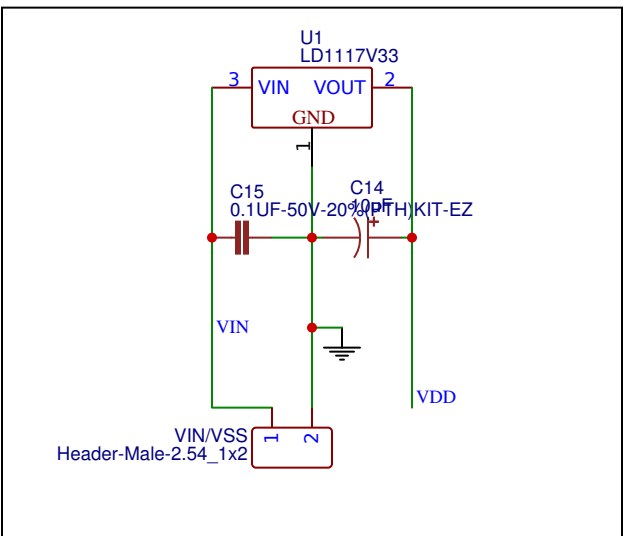 U1
LD1117V33
3 VIN VOUT 2
GND
1
C15
C14
10uF
0.1UF-50V-20%(PTH)KIT-EZ
+
VIN
VDD
VIN/VSS
1 2
Header-Male-2.54_1x2